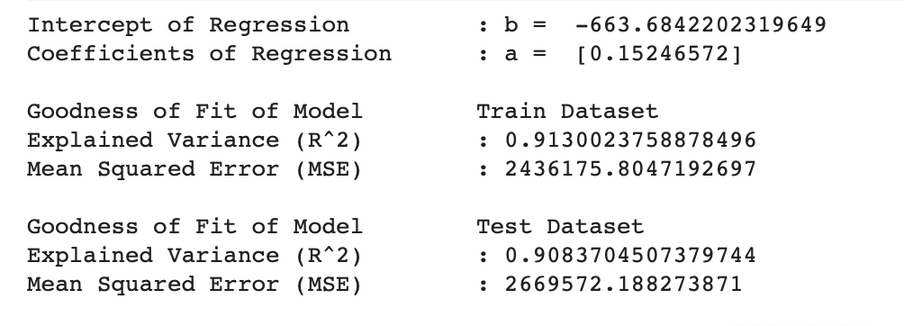 Intercept of Regression : b = -663.6842202319649
Coefficients of Regression : a = [0.15246572]
Goodness of Fit of Model Train Dataset
Explained Variance (R^2) : 0.9130023758878496
Mean Squared Error (MSE) : 2436175.8047192697
Goodness of Fit of Model Test Dataset
Explained Variance (R^2) : 0.9083704507379744
Mean Squared Error (MSE) : 2669572.188273871